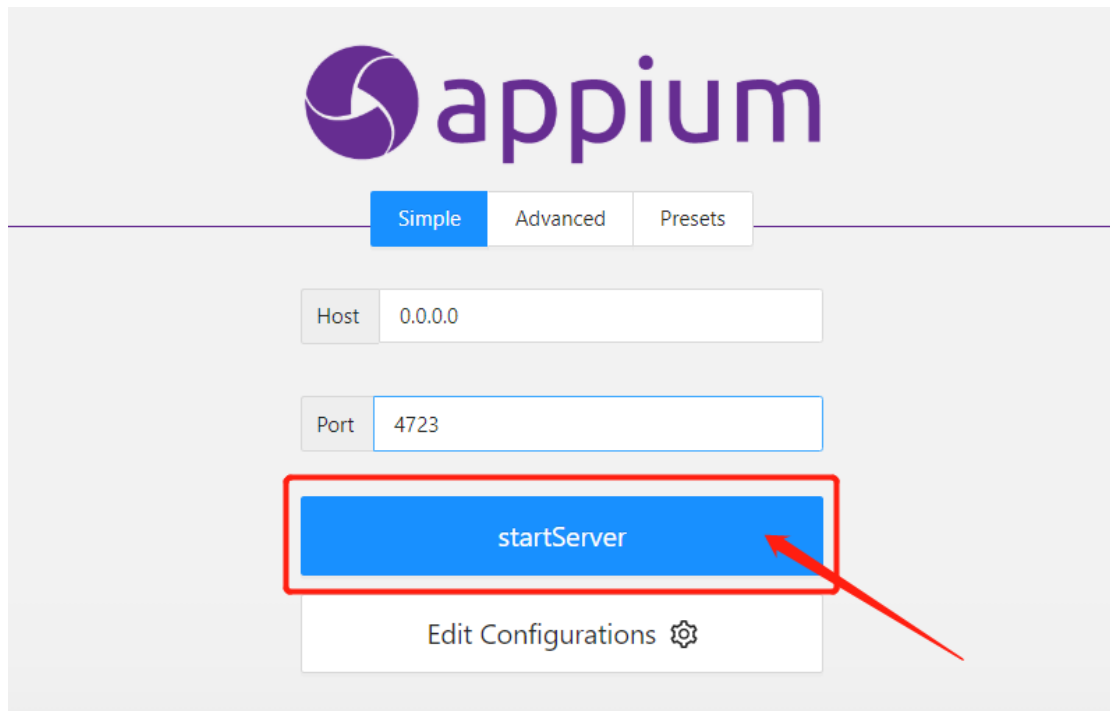 appium
Simple Advanced Presets
Host 0.0.0.0
Port 4723
startServer
Edit Configurations